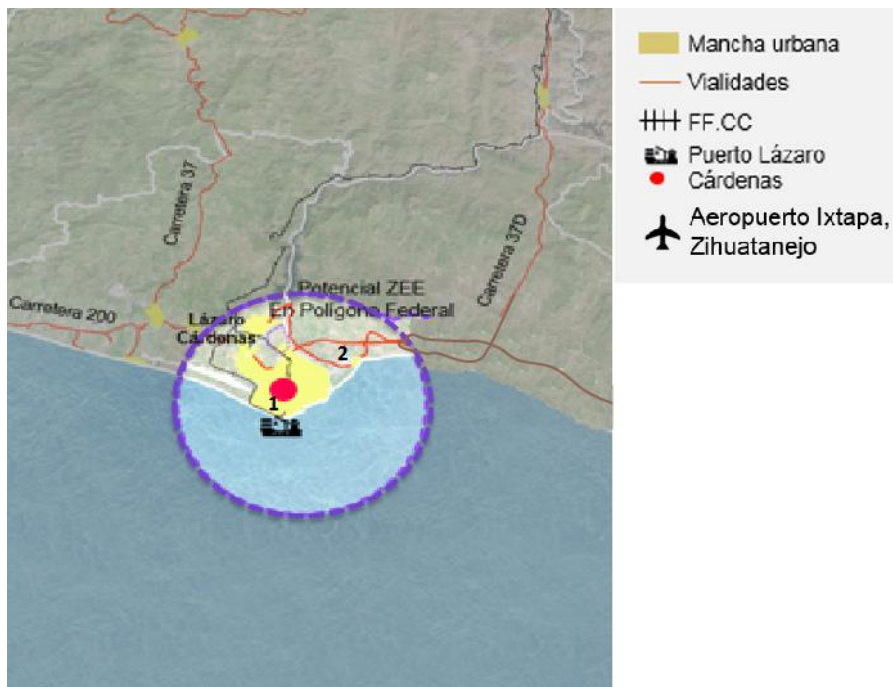 Mancha urbana
Vialidades
FF.CC
Puerto Lázaro
Cárdenas
Aeropuerto Ixtapa,
Zihuatanejo
Carretera 37
Carretera 37D
Carretera 200
Potencial ZEE
En Polígono Federal
Lázaro
Cárdenas
2
1